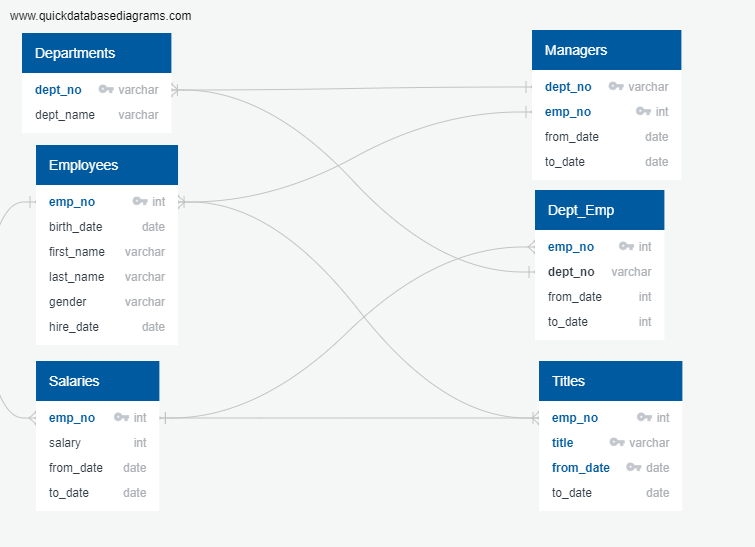 www.quickdatabasediagrams.com
Departments
dept_no varchar
dept_name varchar
Employees
emp_no int
birth_date date
first_name varchar
last_name varchar
gender varchar
hire_date date
Salaries
emp_no int
salary int
from_date date
to_date date
Managers
dept_no varchar
emp_no int
from_date date
to_date date
Dept_Emp
emp_no int
dept_no varchar
from_date int
to_date int
Titles
emp_no int
title varchar
from_date date
to_date date